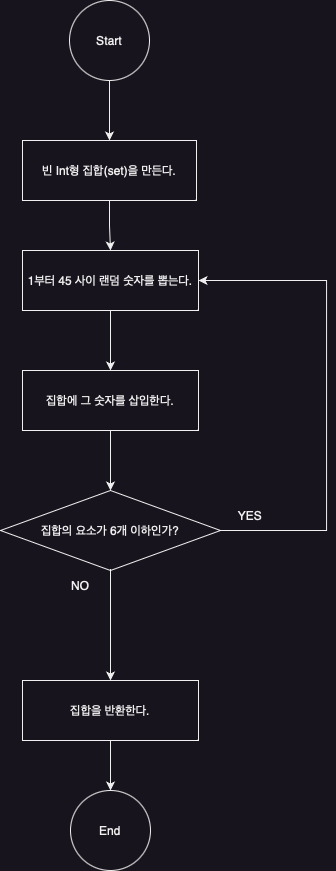 Start
빈 Int형 집합(set)을 만든다.
1부터 45 사이 랜덤 숫자를 뽑는다.
집합에 그 숫자를 삽입한다.
집합의 요소가 6개 이하인가?
YES
NO
집합을 반환한다.
End